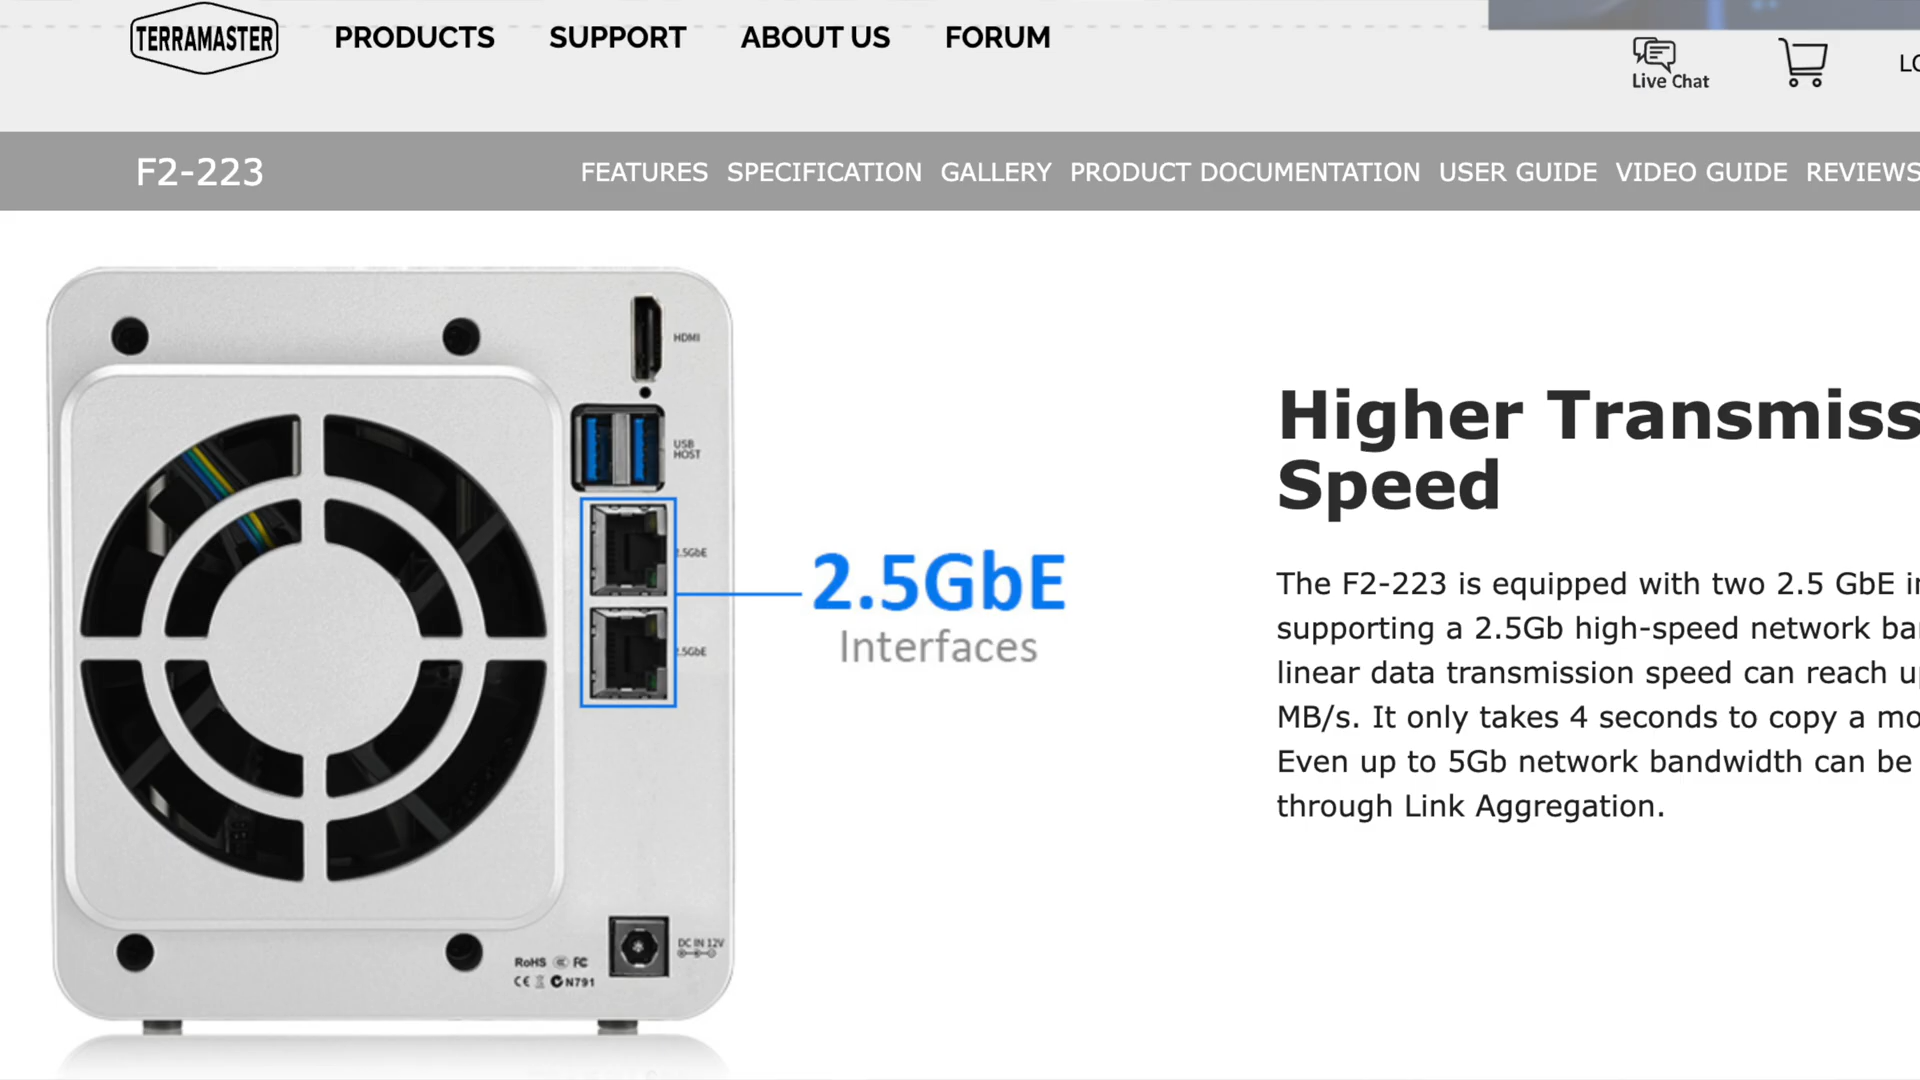 TERRAMASTER
PRODUCTS SUPPORT ABOUT US FORUM
Live Chat
F2-223
FEATURES SPECIFICATION GALLERY PRODUCT DOCUMENTATION USER GUIDE VIDEO GUIDE REVIEWS
HDMI
USB
HOST
2.5GbE
Interfaces
DC IN 12V
RoHS FC
CE N791
Higher
Speed
The F2-223 is equipped with two 2.5 GbE
supporting a 2.5Gb high-speed network
linear data transmission speed can reach
MB/s. It only takes 4 seconds to copy a
Even up to 5Gb network bandwidth can be
through Link Aggregation.